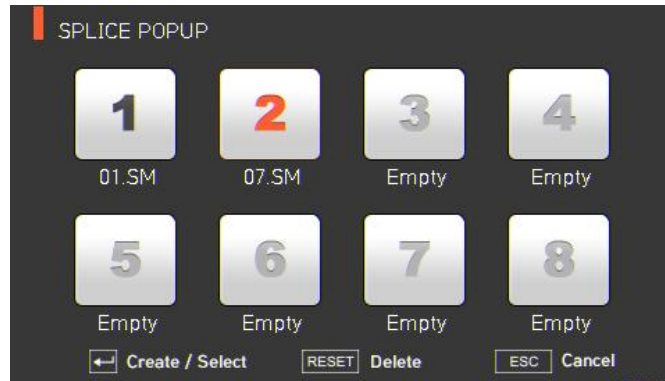 SPLICE POPUP
1 2 3 4
01.SM 07.SM Empty Empty
5 6 7 8
Empty Empty Empty Empty
Create / Select RESET Delete ESC Cancel